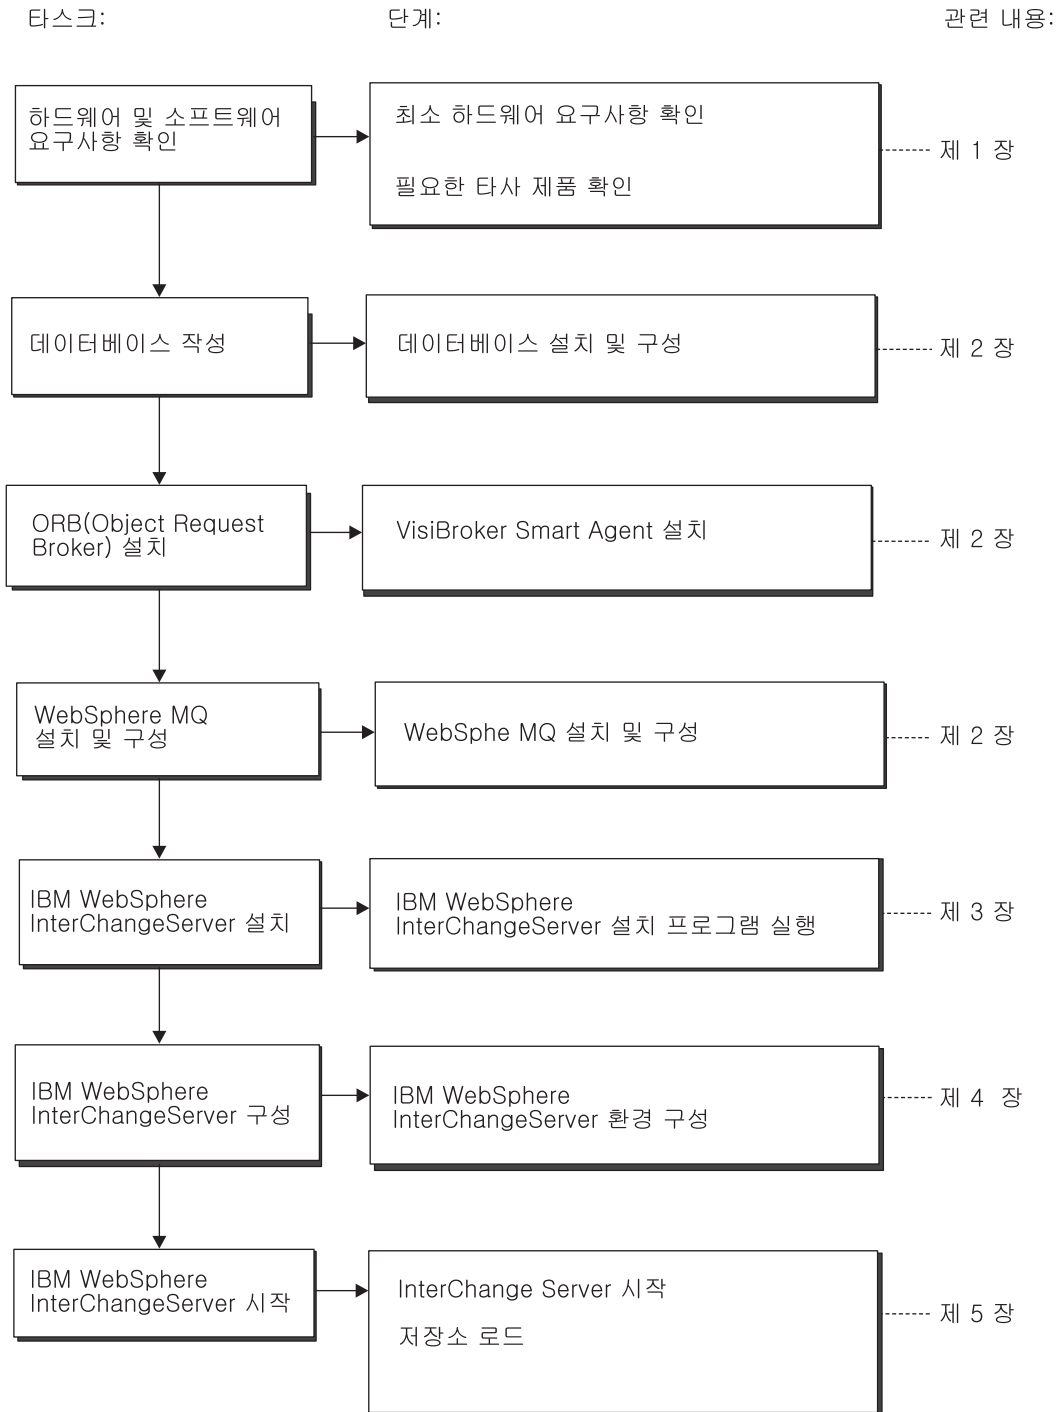 타스크: 단계: 관련 내용:
하드웨어 및 소프트웨어
요구사항 확인
최소 하드웨어 요구사항 확인
필요한 타사 제품 확인
제 1 장
데이터베이스 작성
데이터베이스 설치 및 구성
제 2 장
ORB(Object Request
Broker) 설치
VisiBroker Smart Agent 설치
제 2 장
WebSphere MQ
설치 및 구성
WebSphe MQ 설치 및 구성
제 2 장
IBM WebSphere
InterChangeServer 설치
IBM WebSphere
InterChangeServer 설치 프로그램 실행
제 3 장
IBM WebSphere
InterChangeServer 구성
IBM WebSphere
InterChangeServer 환경 구성
제 4 장
IBM WebSphere
InterChangeServer 시작
InterChange Server 시작
저장소 로드
제 5 장